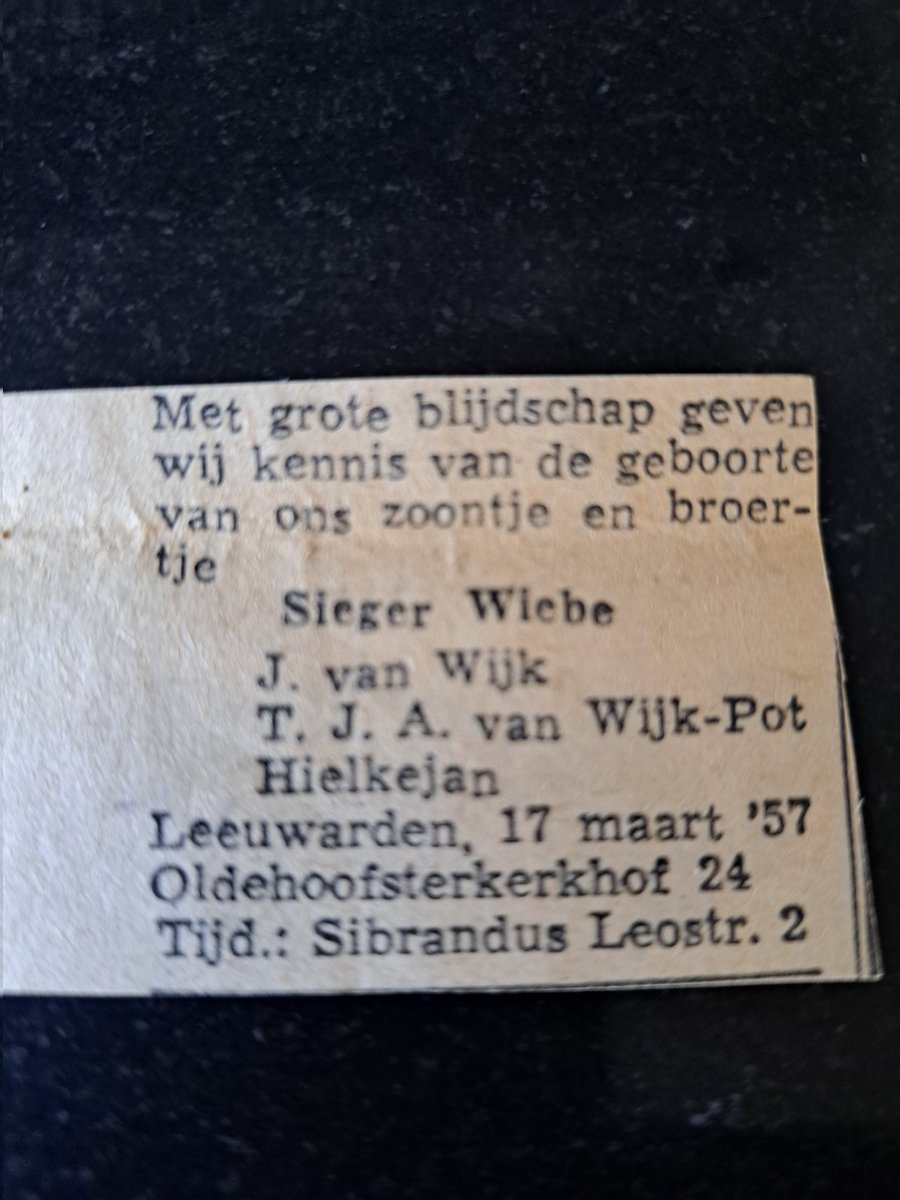 Met grote blijdschap geven
wij kennis van de geboorte
van ons zoontje en broer-
tje
Sieger Wiebe
J. van Wijk
T. J. A. van Wijk-Pot
Hielkejan
Leeuwarden, 17 maart '57
Oldehoofsterkerkhof 24
Tijd.: Sibrandus Leostr. 2